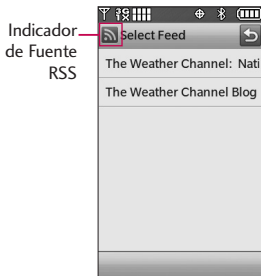 Indicador
de Fuente
RSS
Select Feed
The Weather Channel: Nati
The Weather Channel Blog